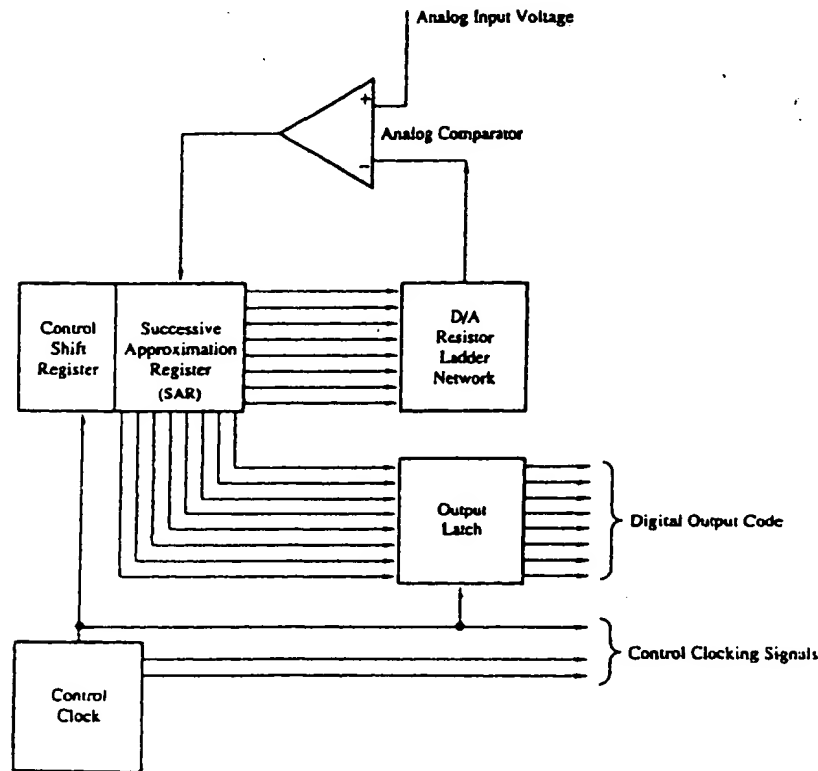 Analog Input Voltage
+
Analog Comparator
−
Control
Shift
Register
Successive
Approximation
Register
(SAR)
D/A
Resistor
Ladder
Network
Output
Latch
Digital Output Code
Control Clocking Signals
Control
Clock